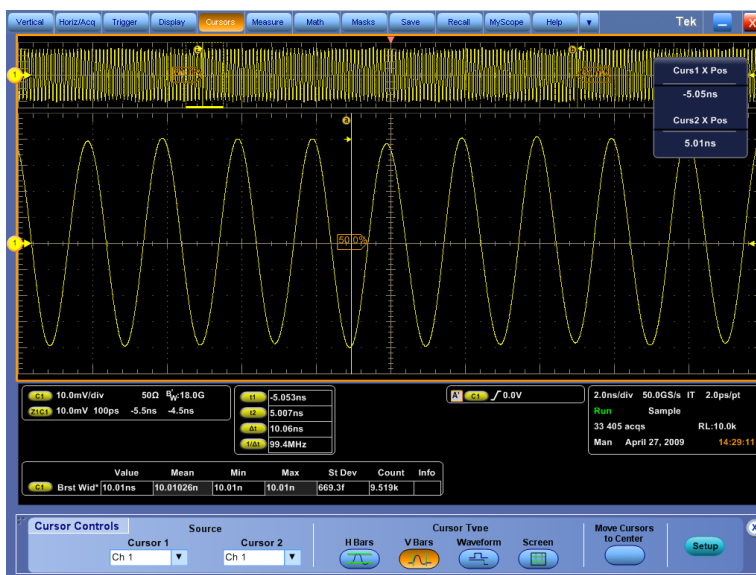 Vertical Horiz/Acq Trigger Display Cursors Measure Math Masks Save Recall MyScope Help Tek X
Curs1 X Pos
-5.05ns
Curs2 X Pos
5.01ns
1
a
50.0%
1
C1 10.0mV/div 50Ω BW:18.0G
Z1C1 10.0mV 100ps -5.5ns -4.5ns
t1 -5.053ns
t2 5.007ns
Δt 10.06ns
1/Δt 99.4MHz
A' C1 0.0V
2.0ns/div 50.0GS/s IT 2.0ps/pt
Run Sample
33 405 acqs RL:10.0k
Man April 27, 2009 14:29:11
Value Mean Min Max St Dev Count Info
C1 Brst Wid* 10.01ns 10.01026n 10.01n 10.01n 669.3f 9.519k
Cursor Controls
Source
Cursor 1 Cursor 2
Ch 1 Ch 1
Cursor Type
H Bars V Bars Waveform Screen
Move Cursors
to Center
Setup
X